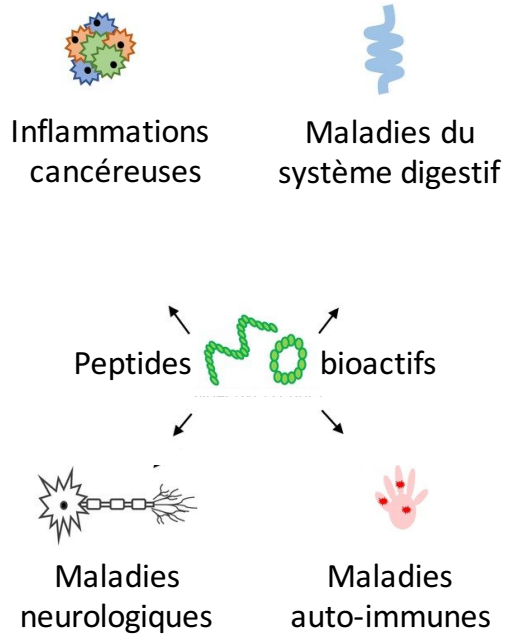 Inflammations
cancéreuses
Maladies du
système digestif
Peptides bioactifs
Maladies
neurologiques
Maladies
auto-immunes